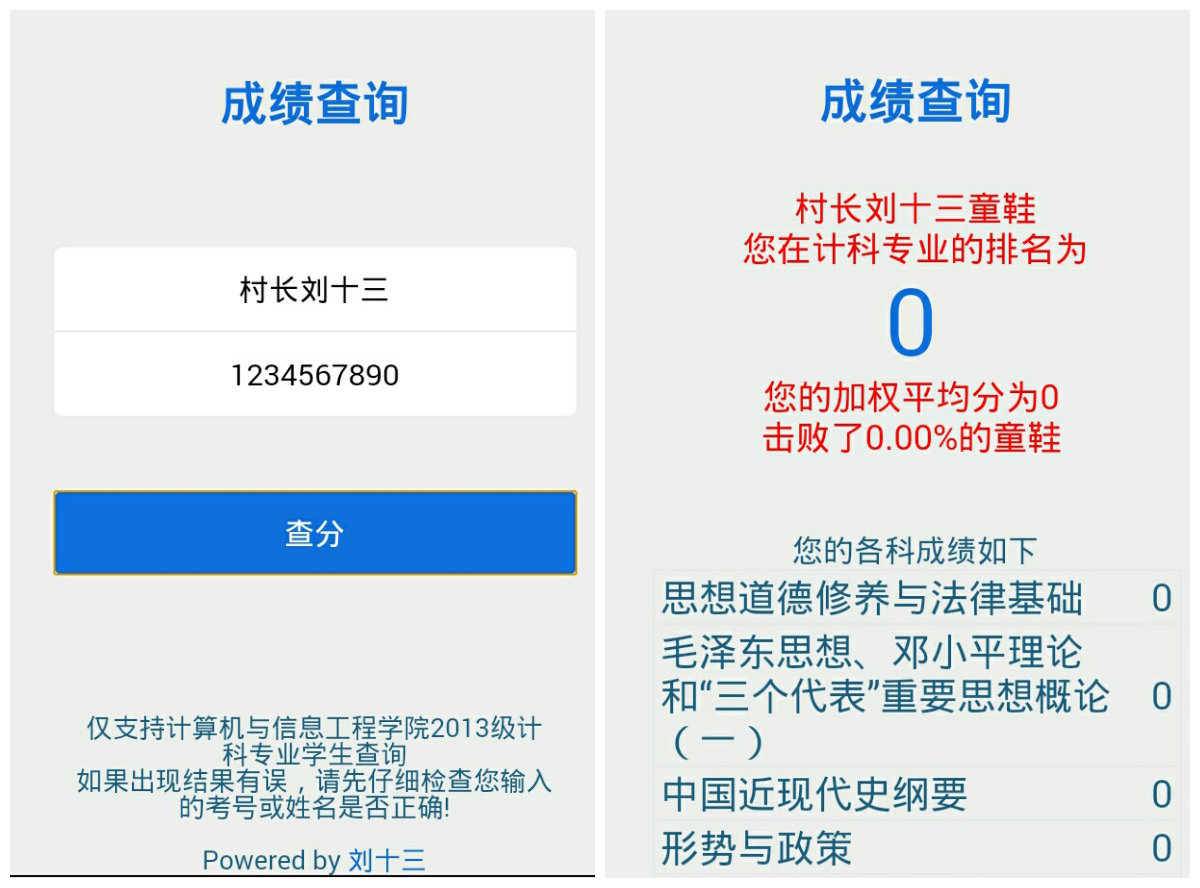 成绩查询
村长刘十三
1234567890
查分
仅支持计算机与信息工程学院2013级计
科专业学生查询
如果出现结果有误，请先仔细检查您输入
的考号或姓名是否正确!
Powered by 刘十三
成绩查询
村长刘十三童鞋
您在计科专业的排名为
0
您的加权平均分为0
击败了0.00%的童鞋
您的各科成绩如下
思想道德修养与法律基础 0
毛泽东思想、邓小平理论
和“三个代表”重要思想概论 0
（一）
中国近现代史纲要 0
形势与政策 0